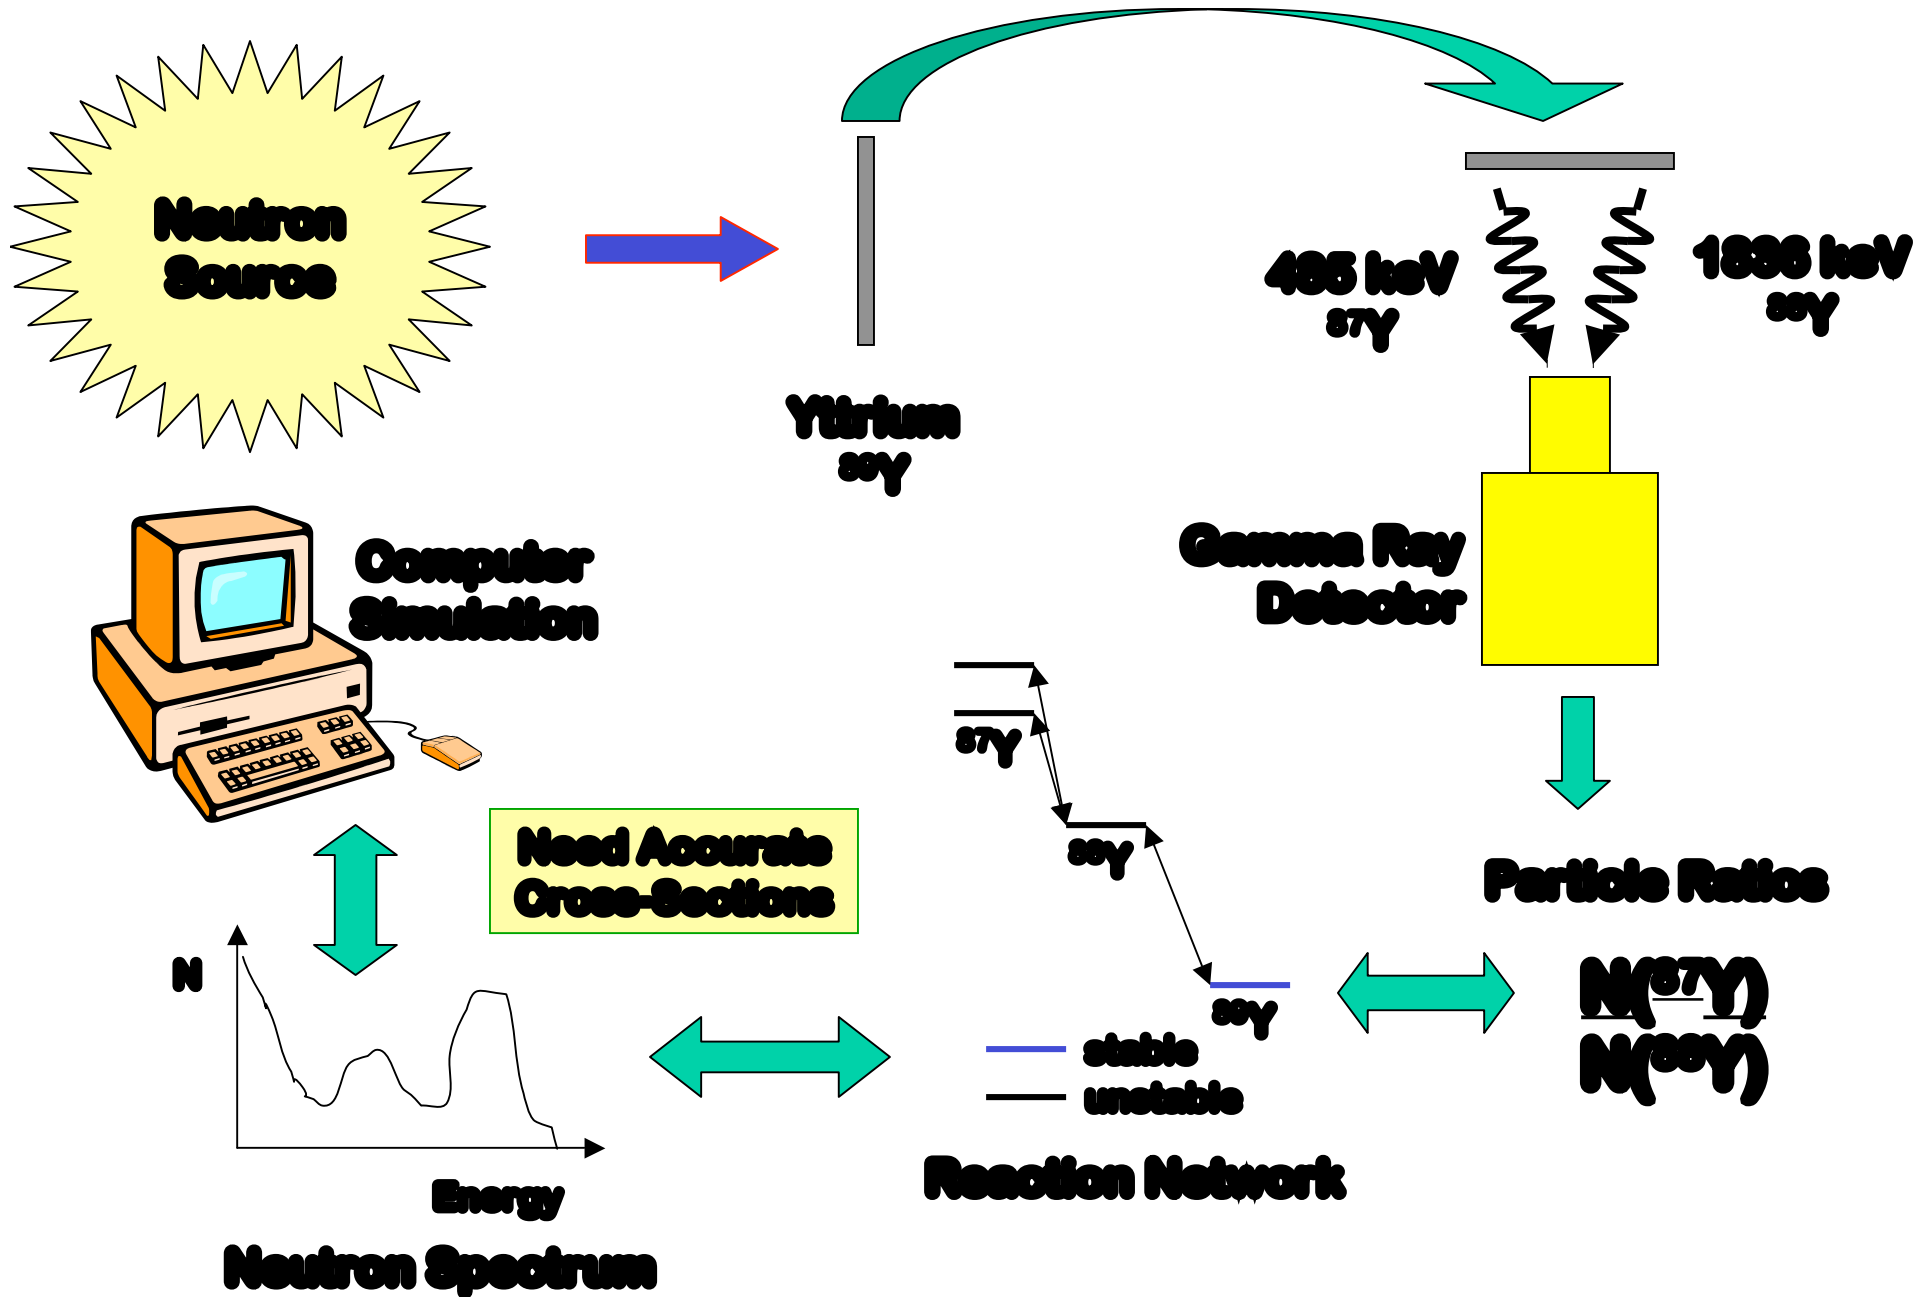 Neutron
Source
Yttrium
⁸⁹Y
485 keV
⁸⁷Y
1836 keV
⁸⁸Y
Gamma Ray
Detector
Computer
Simulation
⁸⁷Y
⁸⁸Y
⁸⁹Y
Need Accurate
Cross-Sections
Particle Ratios
N(⁸⁷Y)
N(⁸⁸Y)
stable
unstable
Reaction Network
N
Energy
Neutron Spectrum